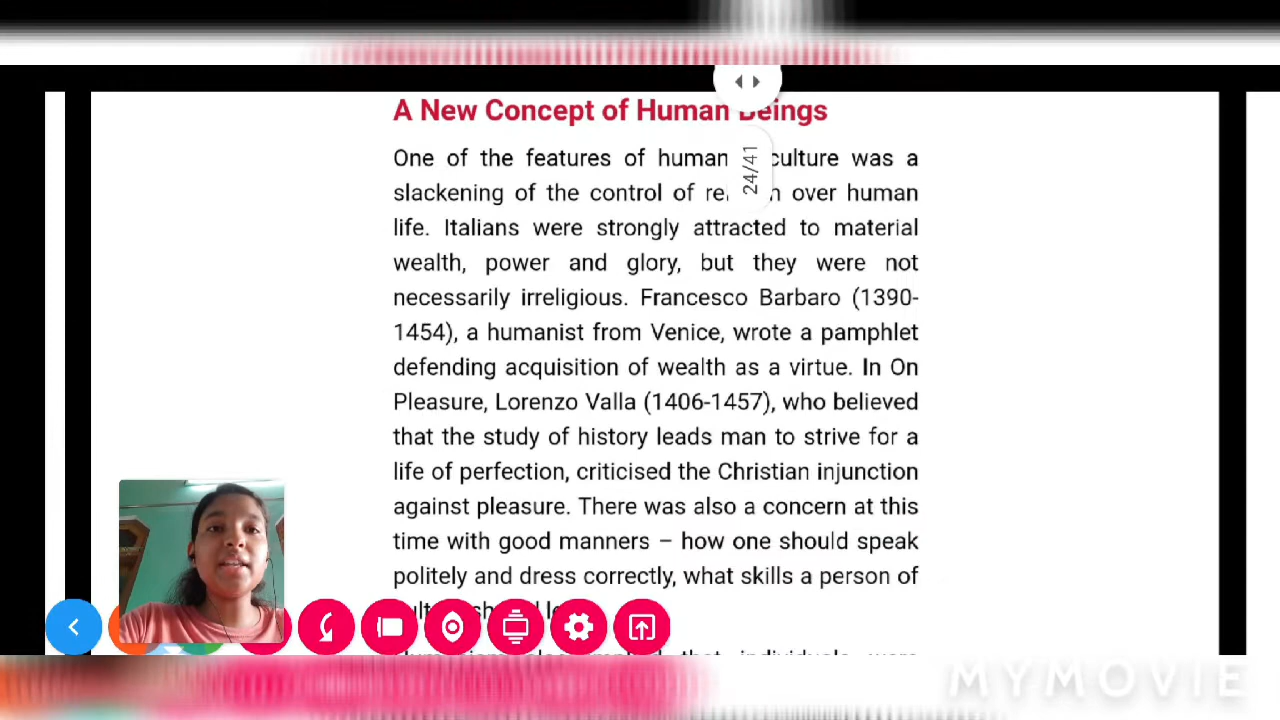 A New Concept of Human Beings
One of the features of human culture was a
slackening of the control of over human
life. Italians were strongly attracted to material
wealth, power and glory, but they were not
necessarily irreligious. Francesco Barbaro (1390-
1454), a humanist from Venice, wrote a pamphlet
defending acquisition of wealth as a virtue. In On
Pleasure, Lorenzo Valla (1406-1457), who believed
that the study of history leads man to strive for a
life of perfection, criticised the Christian injunction
against pleasure. There was also a concern at this
time with good manners – how one should speak
politely and dress correctly, what skills a person of
that individuals were
24/41
MYMOVIE